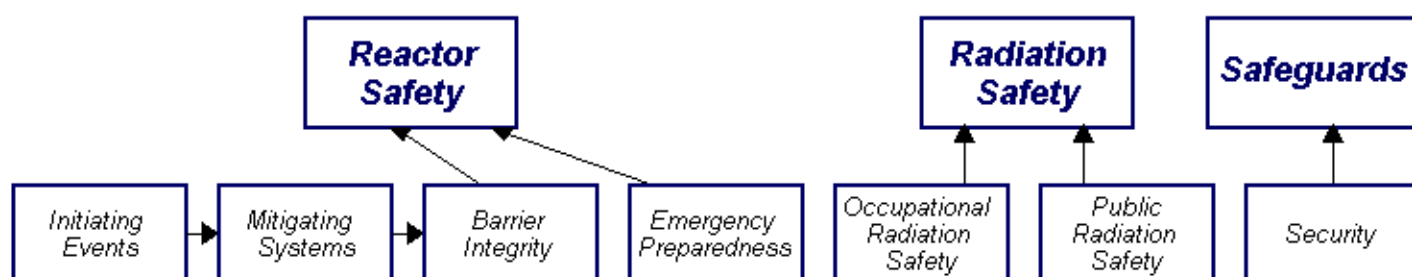 Reactor
Safety
Radiation
Safety
Safeguards
Initiating
Events
Mitigating
Systems
Barrier
Integrity
Emergency
Preparedness
Occupational
Radiation
Safety
Public
Radiation
Safety
Security